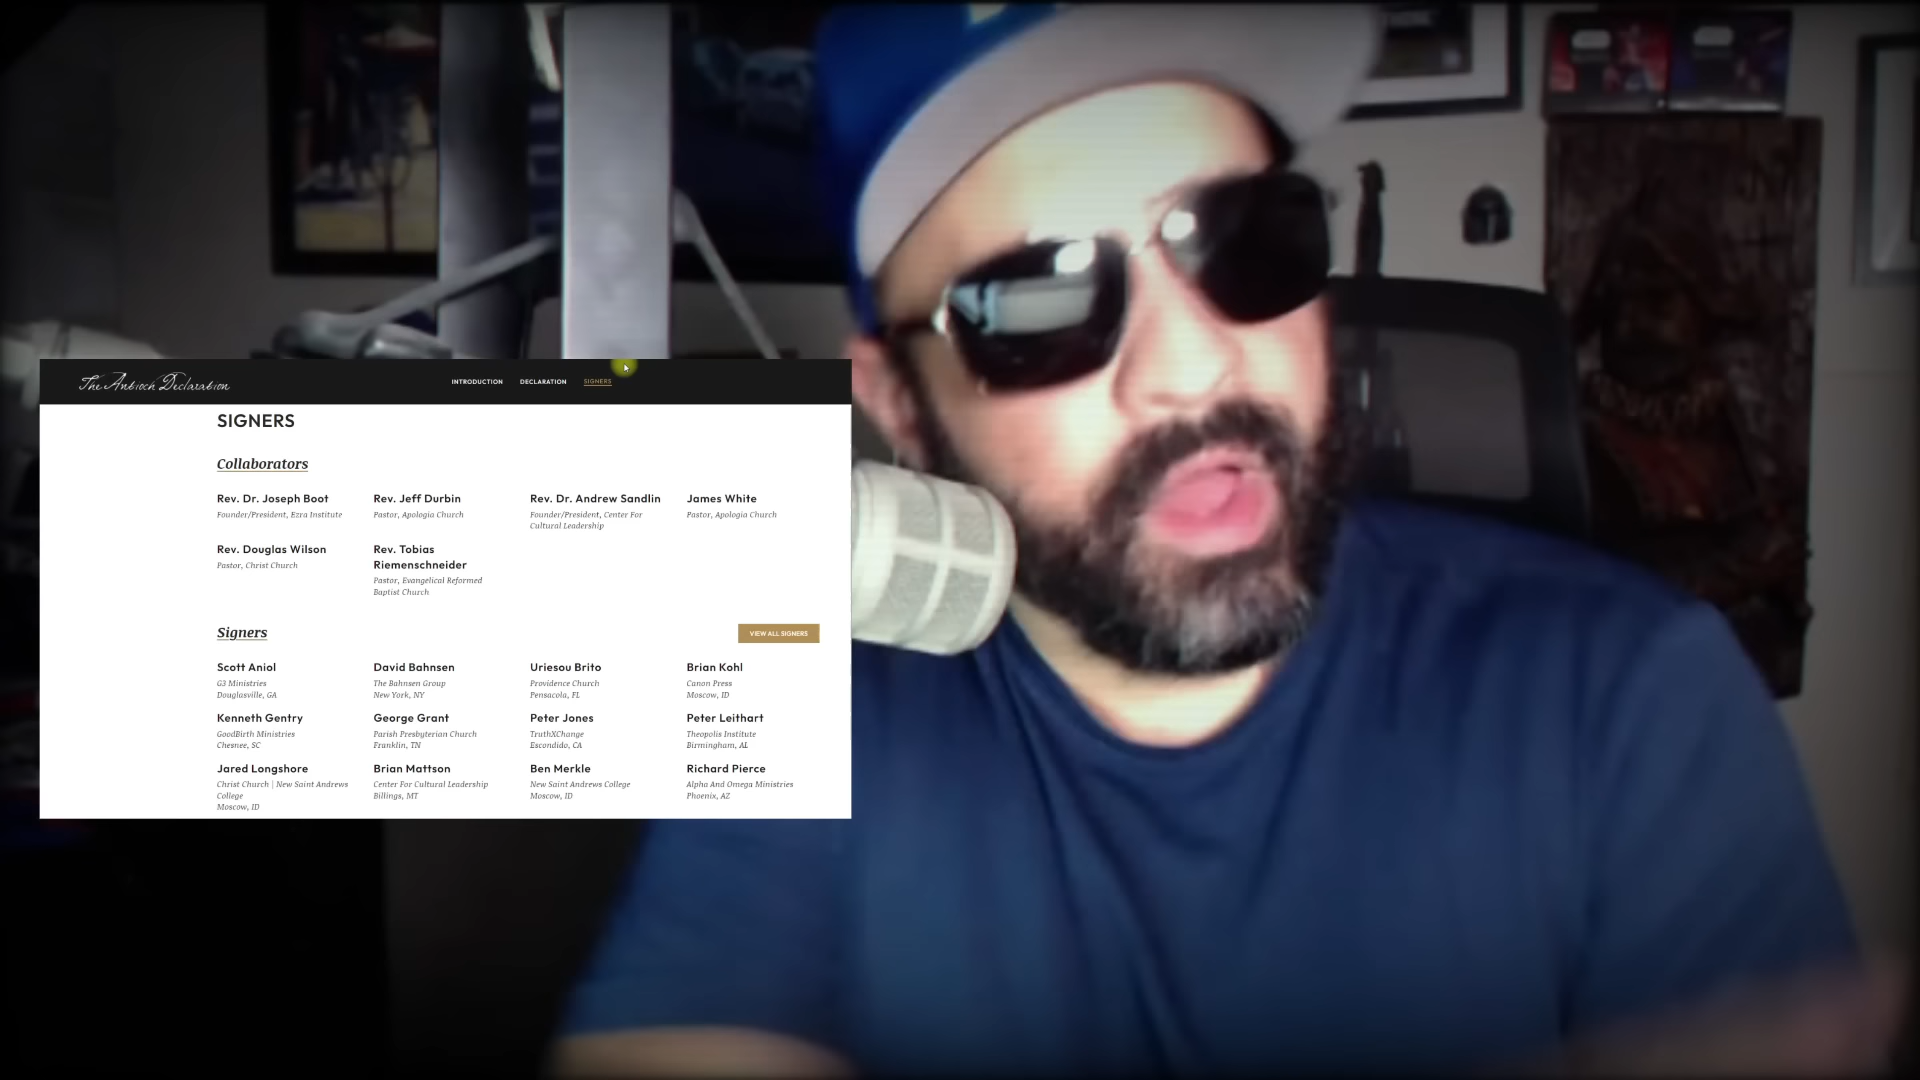 The Antioch Declaration
INTRODUCTION DECLARATION SIGNERS
SIGNERS
Collaborators
Rev. Dr. Joseph Boot
Founder/President, Ezra Institute
Rev. Jeff Durbin
Pastor, Apologia Church
Rev. Dr. Andrew Sandlin
Founder/President, Center For
Cultural Leadership
James White
Pastor, Apologia Church
Rev. Douglas Wilson
Pastor, Christ Church
Rev. Tobias
Riemenschneider
Pastor, Evangelical Reformed
Baptist Church
Signers
VIEW ALL SIGNERS
Scott Aniol
G3 Ministries
Douglasville, GA
David Bahnsen
The Bahnsen Group
New York, NY
Uriesou Brito
Providence Church
Pensacola, FL
Brian Kohl
Canon Press
Moscow, ID
Kenneth Gentry
GoodBirth Ministries
Chesnee, SC
George Grant
Parish Presbyterian Church
Franklin, TN
Peter Jones
TruthXChange
Escondido, CA
Peter Leithart
Theopolis Institute
Birmingham, AL
Jared Longshore
Christ Church | New Saint Andrews
College
Moscow, ID
Brian Mattson
Center For Cultural Leadership
Billings, MT
Ben Merkle
New Saint Andrews College
Moscow, ID
Richard Pierce
Alpha And Omega Ministries
Phoenix, AZ